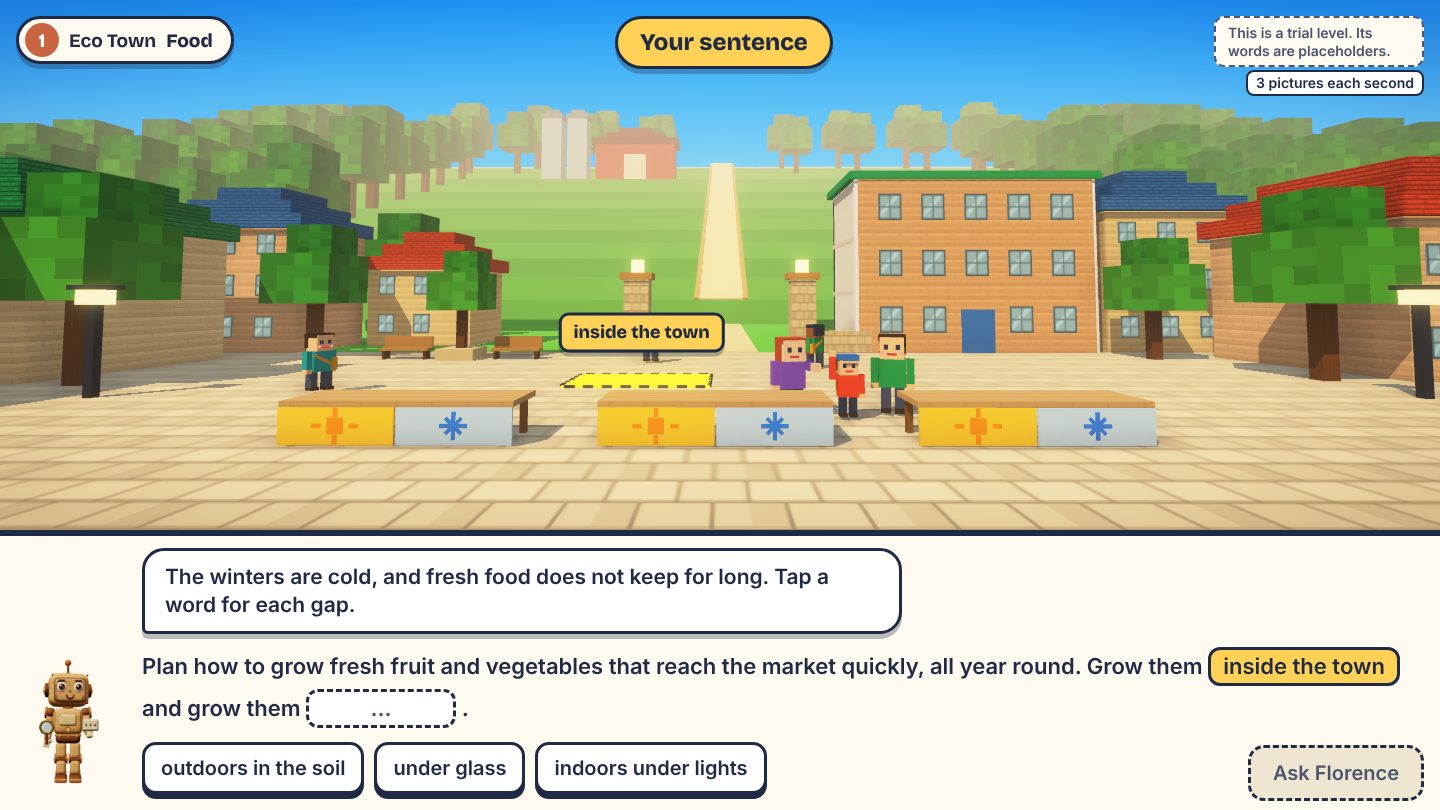 1 Eco Town Food
Your sentence
This is a trial level. Its
words are placeholders.
3 pictures each second
inside the town
The winters are cold, and fresh food does not keep for long. Tap a
word for each gap.
Plan how to grow fresh fruit and vegetables that reach the market quickly, all year round. Grow them inside the town
and grow them ... .
outdoors in the soil
under glass
indoors under lights
Ask Florence